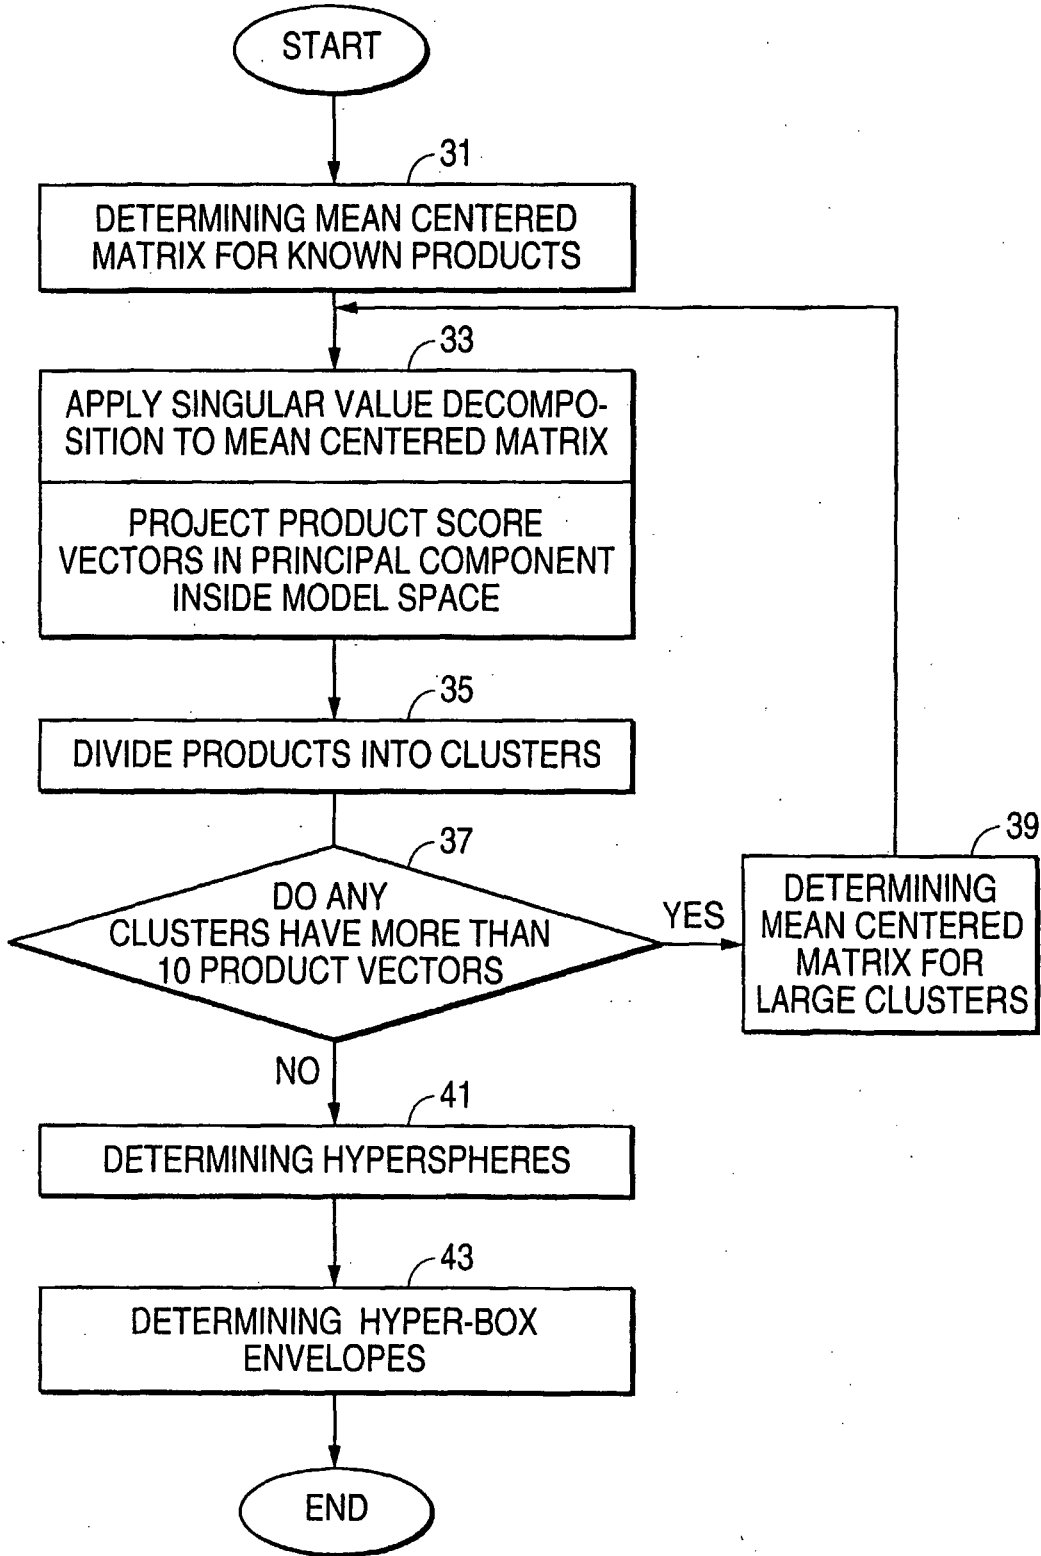 START
31
DETERMINING MEAN CENTERED
MATRIX FOR KNOWN PRODUCTS
33
APPLY SINGULAR VALUE DECOMPO-
SITION TO MEAN CENTERED MATRIX
PROJECT PRODUCT SCORE
VECTORS IN PRINCIPAL COMPONENT
INSIDE MODEL SPACE
35
DIVIDE PRODUCTS INTO CLUSTERS
37
DO ANY
CLUSTERS HAVE MORE THAN
10 PRODUCT VECTORS
YES
39
DETERMINING
MEAN CENTERED
MATRIX FOR
LARGE CLUSTERS
NO
41
DETERMINING HYPERSPHERES
43
DETERMINING HYPER-BOX
ENVELOPES
END